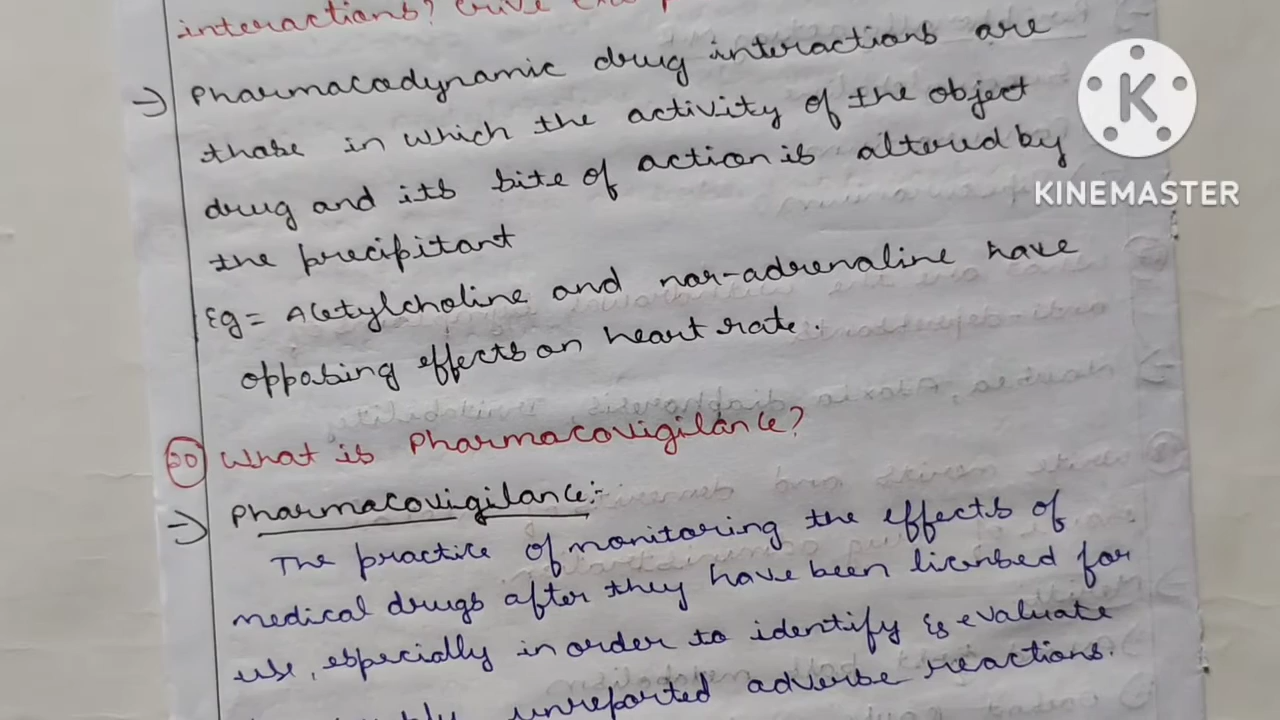 interactions? Give
→ Pharmacodynamic drug interactions are
those in which the activity of the object
drug and its site of action is altered by
the precipitant
Eg = Acetylcholine and nor-adrenaline have
opposing effects on heart rate.
20 What is Pharmacovigilance?
→ Pharmacovigilance:-
The practice of monitoring the effects of
medical drugs after they have been licensed for
use, especially in order to identify & evaluate
unreported adverse reactions.
K
KINEMASTER